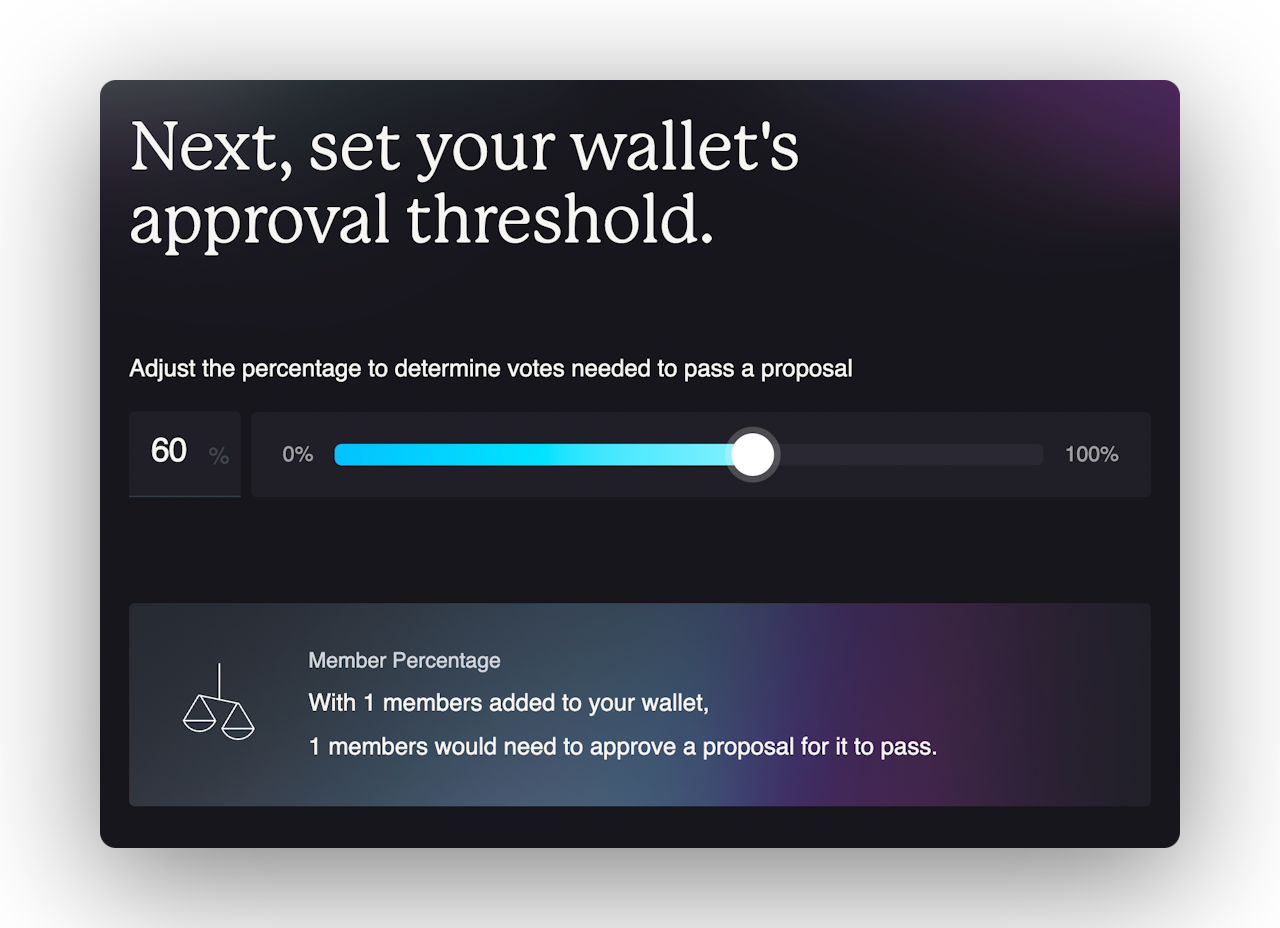 Next, set your wallet's
approval threshold.
Adjust the percentage to determine votes needed to pass a proposal
60 %
0%
100%
Member Percentage
With 1 members added to your wallet,
1 members would need to approve a proposal for it to pass.